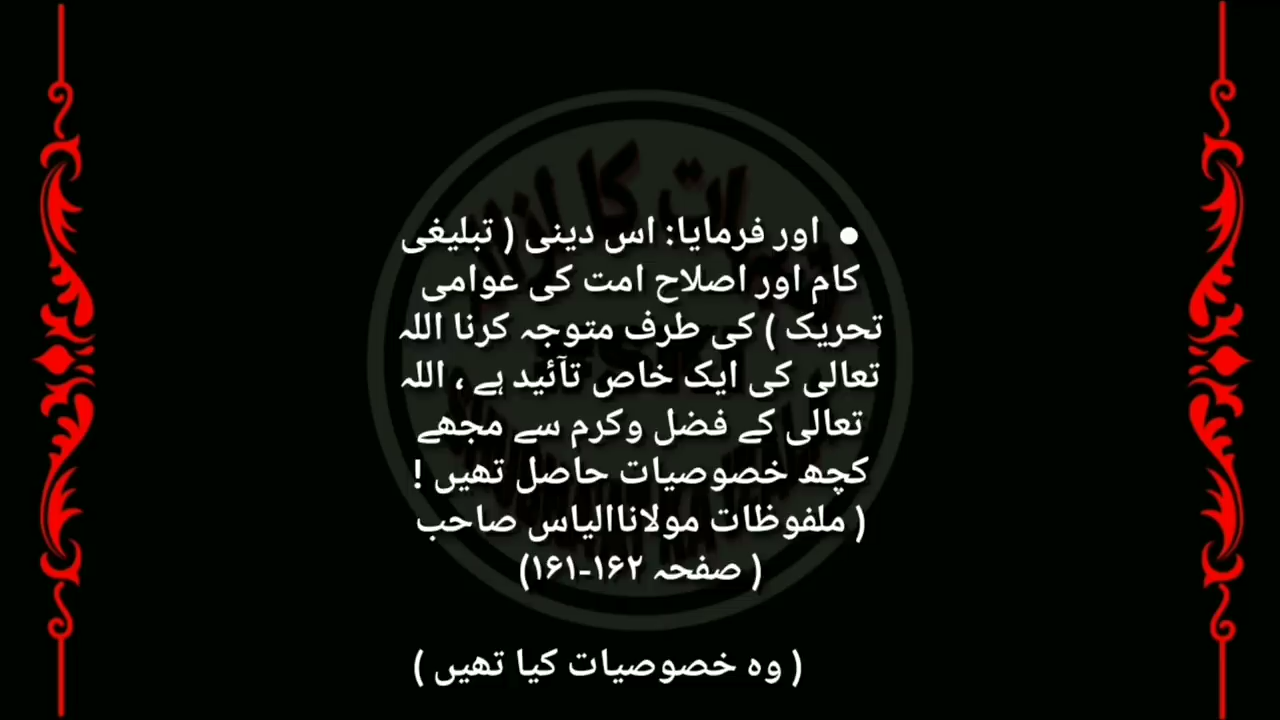 ● اور فرمایا: اس دینی ( تبلیغی
کام اور اصلاح امت کی عوامی
تحریک ) کی طرف متوجہ کرنا اللہ
تعالی کی ایک خاص تآئید ہے ، اللہ
تعالی کے فضل وکرم سے مجھے
کچھ خصوصیات حاصل تھیں !
( ملفوظات مولاناالیاس صاحب
( صفحہ ۱۶۲-۱۶۱)
( وہ خصوصیات کیا تھیں )